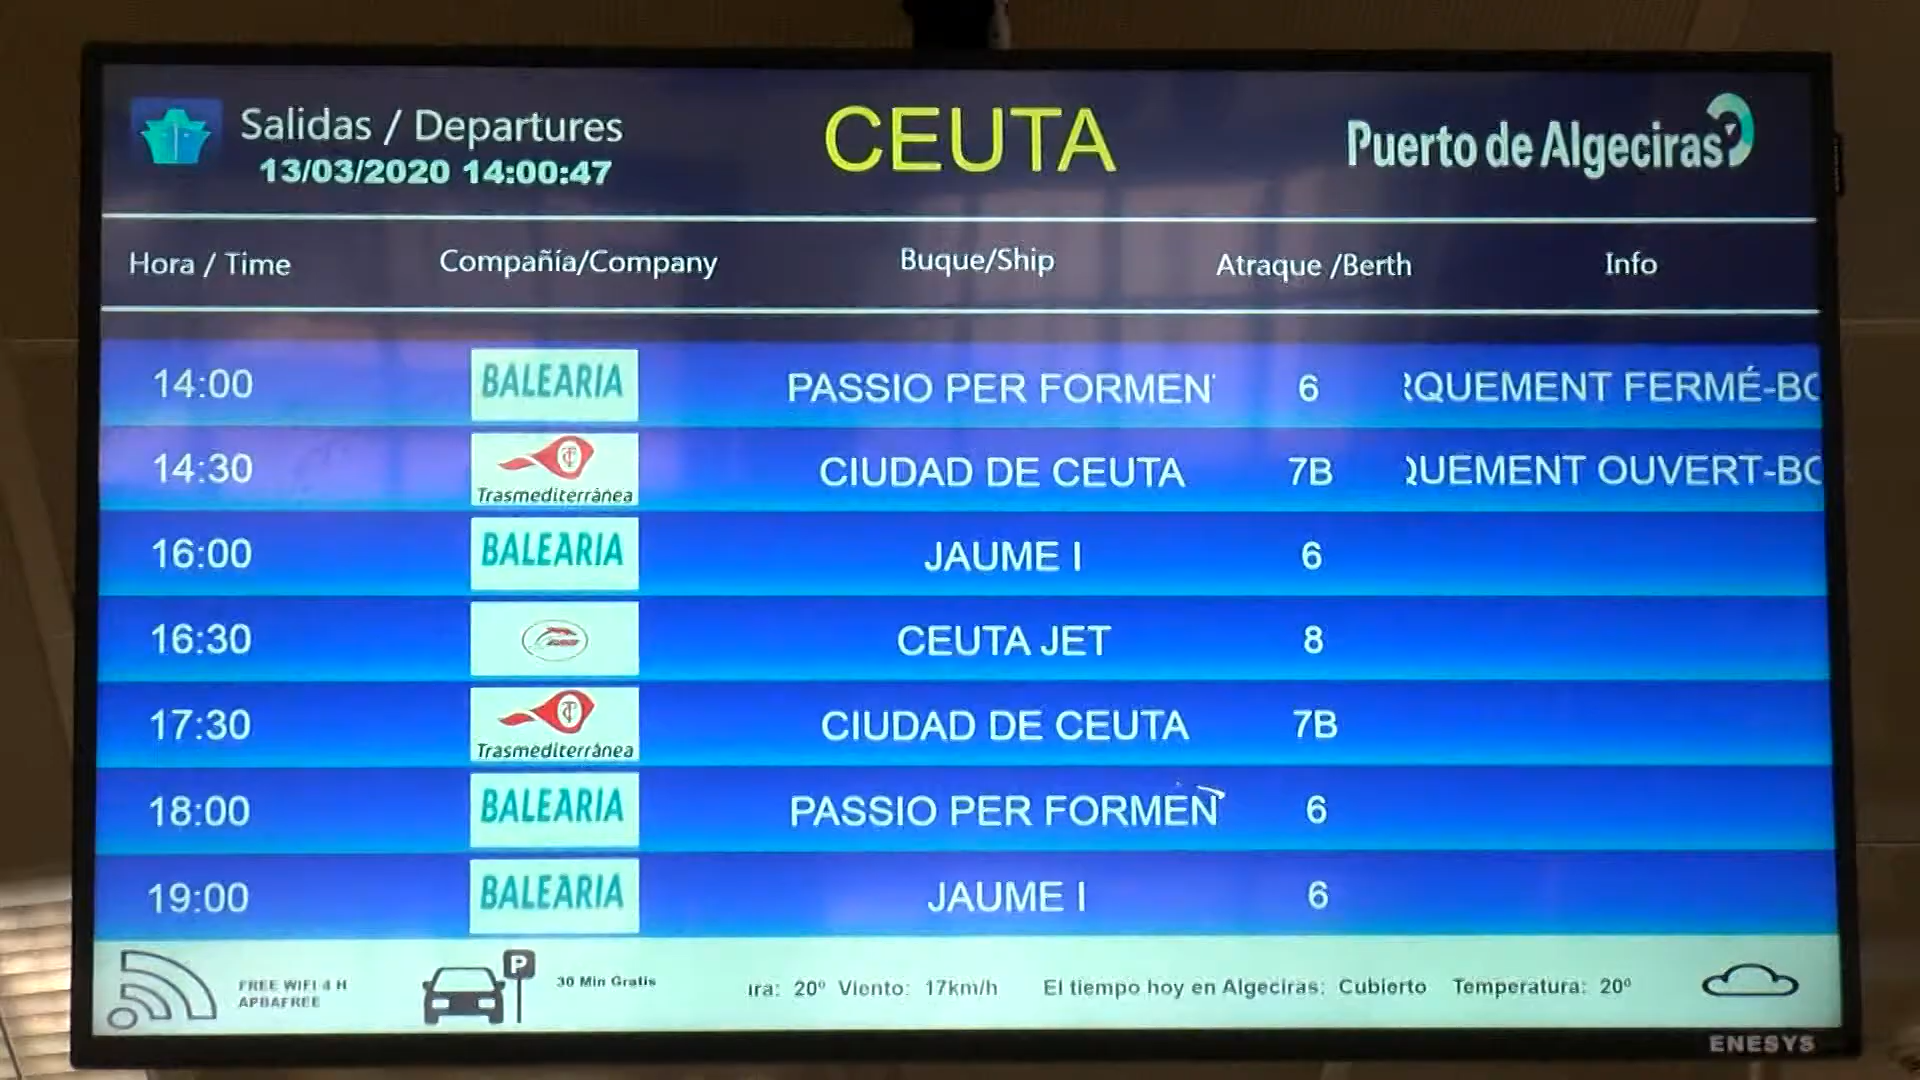 Salidas / Departures
13/03/2020 14:00:47
CEUTA
Puerto de Algeciras
Hora / Time Compañía/Company Buque/Ship Atraque /Berth Info
14:00 BALEARIA PASSIO PER FORMEN 6 RQUEMENT FERMÉ-BO
14:30 Trasmediterránea CIUDAD DE CEUTA 7B QUEMENT OUVERT-BO
16:00 BALEARIA JAUME I 6
16:30 CEUTA JET 8
17:30 Trasmediterránea CIUDAD DE CEUTA 7B
18:00 BALEARIA PASSIO PER FORMEN 6
19:00 BALEARIA JAUME I 6
FREE WIFI 4 H
APBAFREE
P
30 Min Gratis
ira: 20º Viento: 17km/h El tiempo hoy en Algeciras: Cubierto Temperatura: 20º
ENESYS